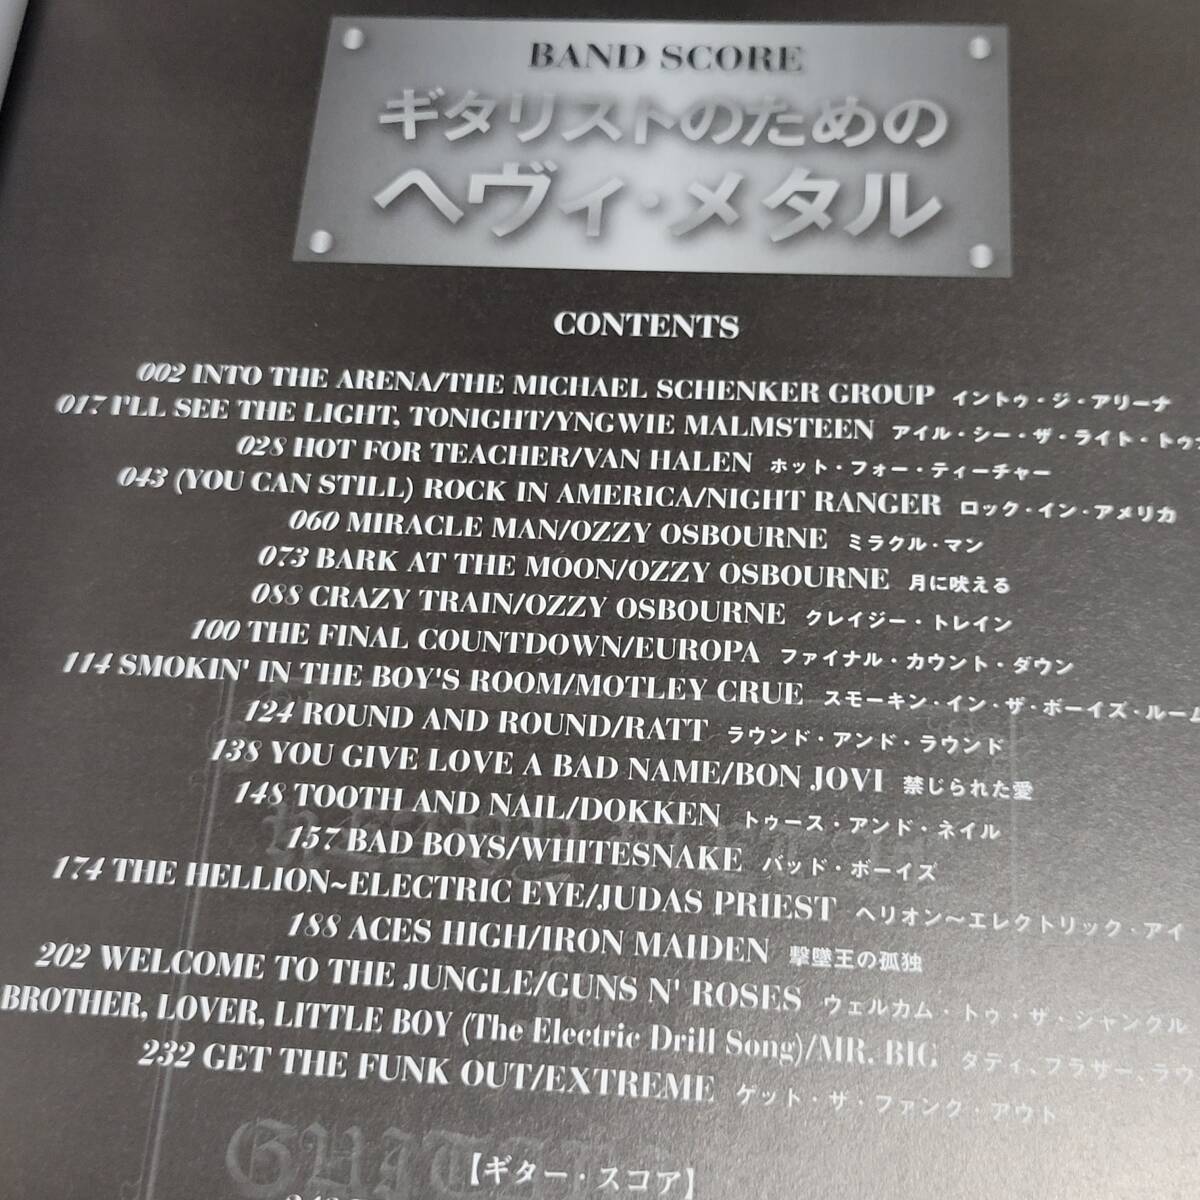 BAND SCORE
ギタリストのための
ヘヴィ・メタル
CONTENTS
002 INTO THE ARENA/THE MICHAEL SCHENKER GROUP イントゥ・ジ・アリーナ
017 I'LL SEE THE LIGHT, TONIGHT/YNGWIE MALMSTEEN アイル・シー・ザ・ライト・トゥ
028 HOT FOR TEACHER/VAN HALEN ホット・フォー・ティーチャー
043 (YOU CAN STILL) ROCK IN AMERICA/NIGHT RANGER ロック・イン・アメリカ
060 MIRACLE MAN/OZZY OSBOURNE ミラクル・マン
073 BARK AT THE MOON/OZZY OSBOURNE 月に吠える
088 CRAZY TRAIN/OZZY OSBOURNE クレイジー・トレイン
100 THE FINAL COUNTDOWN/EUROPA ファイナル・カウント・ダウン
114 SMOKIN' IN THE BOY'S ROOM/MOTLEY CRUE スモーキン・イン・ザ・ボーイズ・ルーム
124 ROUND AND ROUND/RATT ラウンド・アンド・ラウンド
138 YOU GIVE LOVE A BAD NAME/BON JOVI 禁じられた愛
148 TOOTH AND NAIL/DOKKEN トゥース・アンド・ネイル
157 BAD BOYS/WHITESNAKE バッド・ボーイズ
174 THE HELLION~ELECTRIC EYE/JUDAS PRIEST ヘリオン～エレクトリック・アイ
188 ACES HIGH/IRON MAIDEN 撃墜王の孤独
202 WELCOME TO THE JUNGLE/GUNS N' ROSES ウェルカム・トゥ・ザ・ジャングル
BROTHER, LOVER, LITTLE BOY (The Electric Drill Song)/MR. BIG ダディ、ブラザー、ラヴ
232 GET THE FUNK OUT/EXTREME ゲット・ザ・ファンク・アウト
【ギター・スコア】